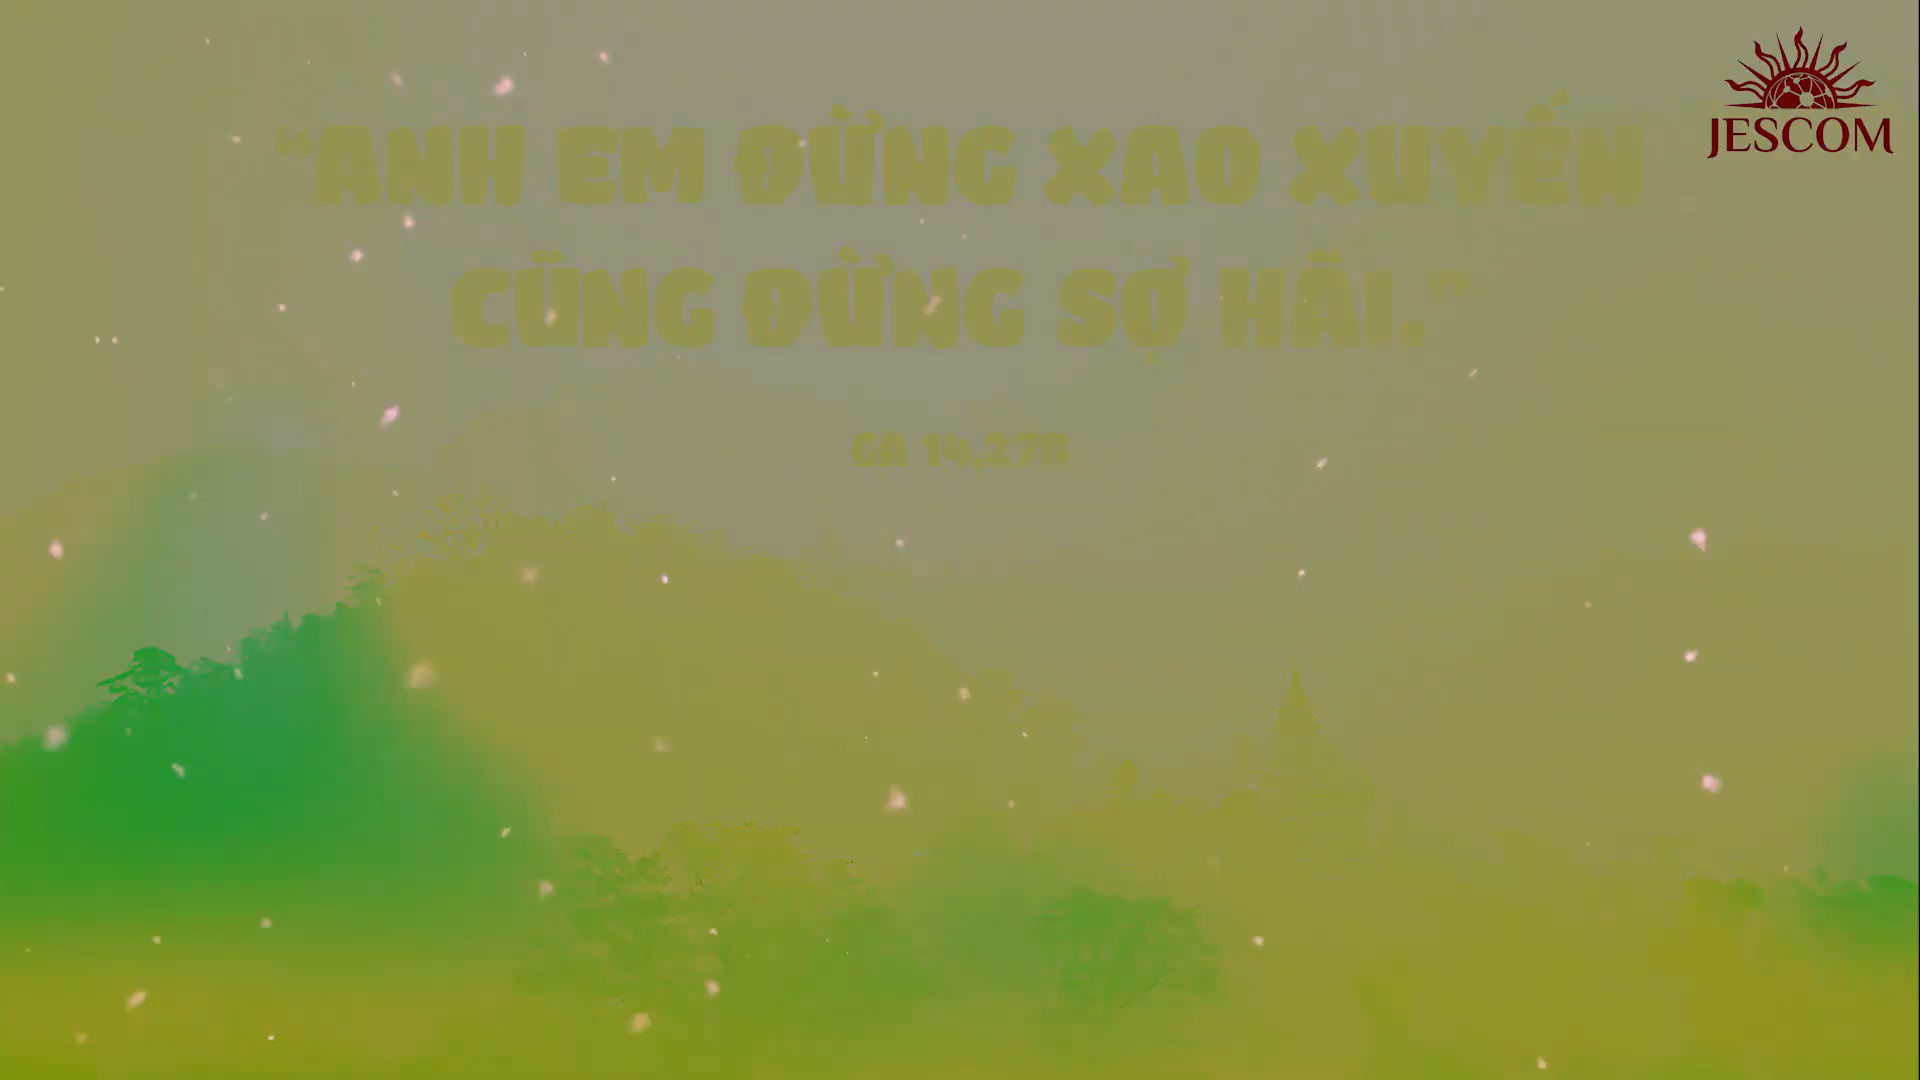 “ANH EM ĐỪNG XAO XUYẾN
CŨNG ĐỪNG SỢ HÃI.”
GA 14,27B
JESCOM